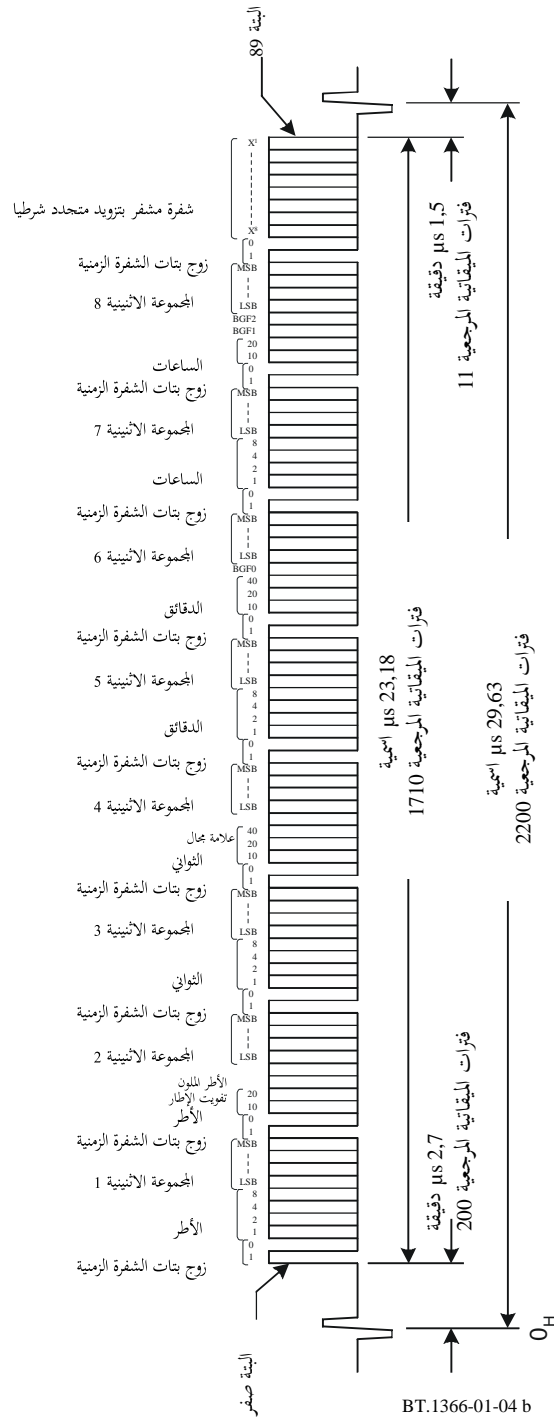 البتة 89
X¹
X⁸
شفرة مشفر بتزويد متجدد شرطيا
0
1
زوج بتات الشفرة الزمنية
MSB
LSB
المجموعة الاثنينية 8
BGF2
BGF1
20
10
الساعات
0
1
زوج بتات الشفرة الزمنية
MSB
LSB
المجموعة الاثنينية 7
8
4
2
1
الساعات
0
1
زوج بتات الشفرة الزمنية
MSB
LSB
المجموعة الاثنينية 6
BGF0
40
20
10
الدقائق
0
1
زوج بتات الشفرة الزمنية
MSB
LSB
المجموعة الاثنينية 5
8
4
2
1
الدقائق
0
1
زوج بتات الشفرة الزمنية
MSB
LSB
المجموعة الاثنينية 4
علامة مجال
40
20
10
الثواني
0
1
زوج بتات الشفرة الزمنية
MSB
LSB
المجموعة الاثنينية 3
8
4
2
1
الثواني
0
1
زوج بتات الشفرة الزمنية
MSB
LSB
المجموعة الاثنينية 2
الأطر الملون
تفويت الإطار
20
10
الأطر
0
1
زوج بتات الشفرة الزمنية
MSB
LSB
المجموعة الاثنينية 1
8
4
2
1
الأطر
0
1
زوج بتات الشفرة الزمنية
البتة صفر
1,5 µs دقيقة
11 فترات الميقاتية المرجعية
23,18 µs اسمية
1710 فترات الميقاتية المرجعية
29,63 µs اسمية
2200 فترات الميقاتية المرجعية
2,7 µs دقيقة
200 فترات الميقاتية المرجعية
0H
BT.1366-01-04 b